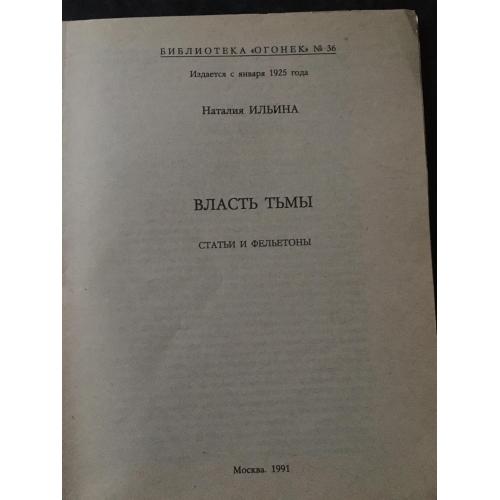 БИБЛИОТЕКА «ОГОНЕК» № 36
Издается с января 1925 года
Наталия ИЛЬИНА
ВЛАСТЬ ТЬМЫ
СТАТЬИ И ФЕЛЬЕТОНЫ
Москва. 1991